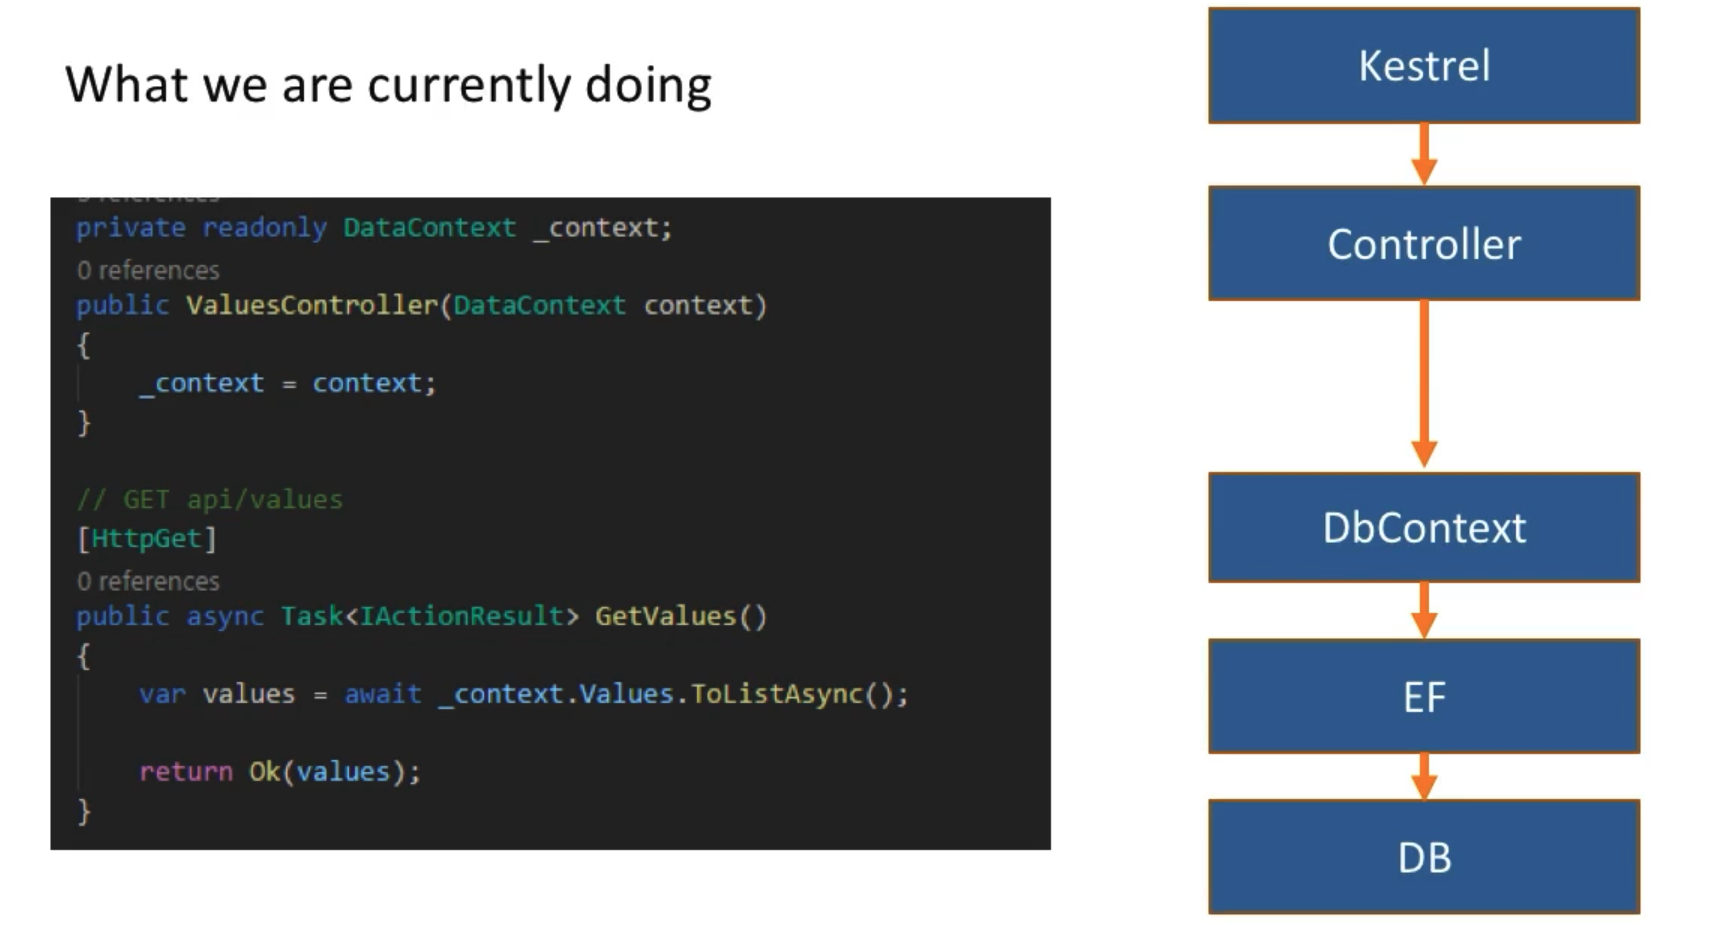 What we are currently doing
private readonly DataContext _context;
0 references
public ValuesController(DataContext context)
{
_context = context;
}
// GET api/values
[HttpGet]
0 references
public async Task<IActionResult> GetValues()
{
var values = await _context.Values.ToListAsync();
return Ok(values);
}
Kestrel
Controller
DbContext
EF
DB